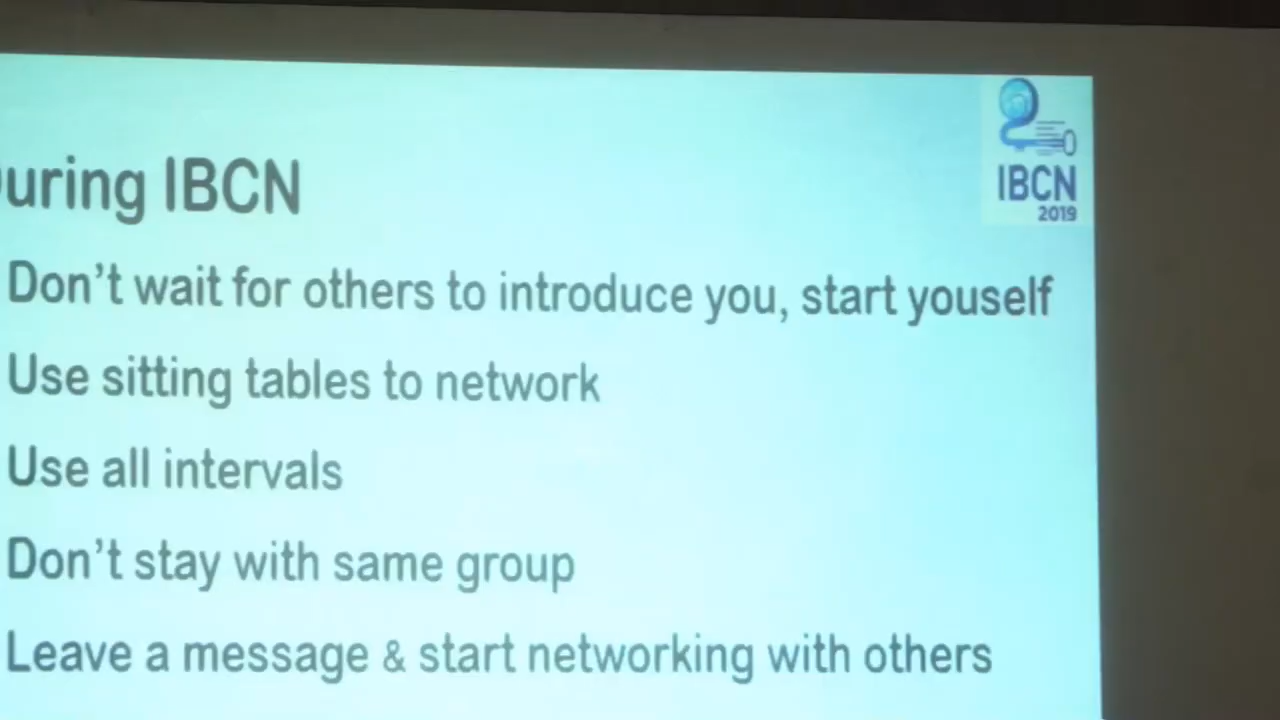 uring IBCN
IBCN
2019
Don't wait for others to introduce you, start youself
Use sitting tables to network
Use all intervals
Don't stay with same group
Leave a message & start networking with others